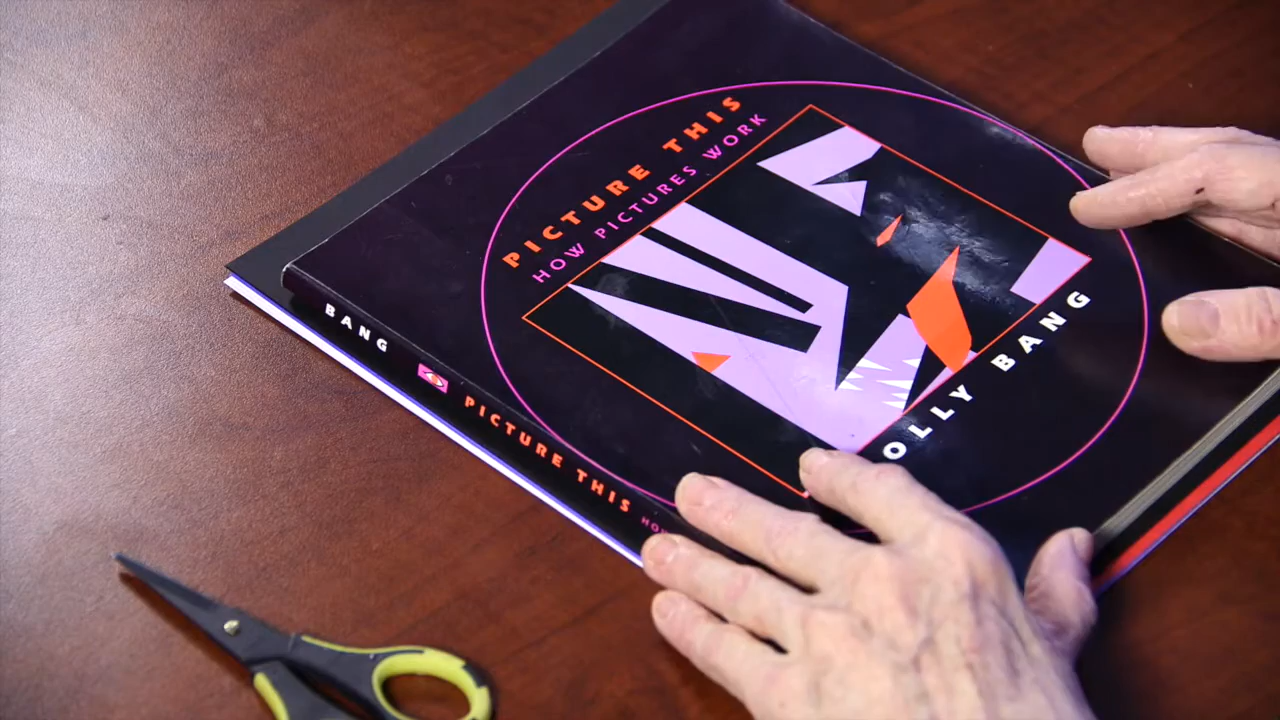 PICTURE THIS
HOW PICTURES WORK
OLLY BANG
BANG
PICTURE THIS